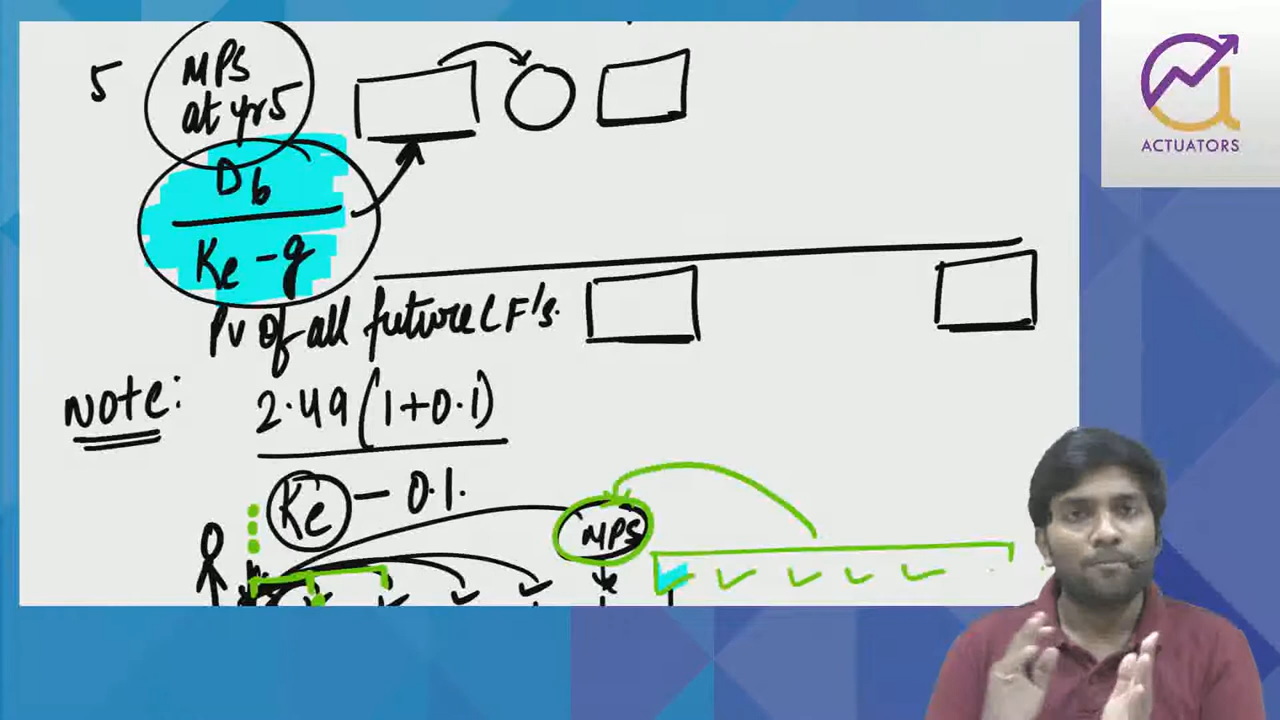 5 MPS
at yr5
D6
Ke - g
PV of all future CF's.
Note:
2.49(1+0.1)
Ke - 0.1.
MPS
ACTUATORS